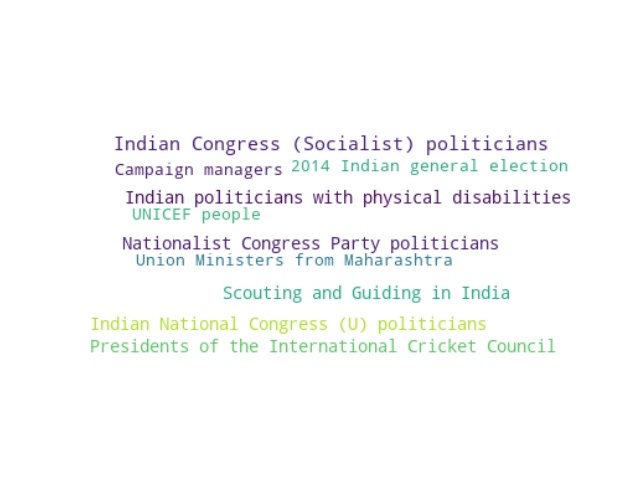 Indian Congress (Socialist) politicians
Campaign managers 2014 Indian general election
Indian politicians with physical disabilities
UNICEF people
Nationalist Congress Party politicians
Union Ministers from Maharashtra
Scouting and Guiding in India
Indian National Congress (U) politicians
Presidents of the International Cricket Council